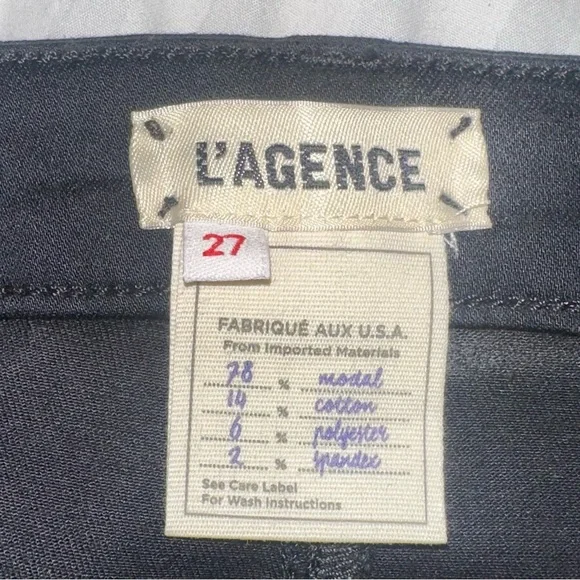 L'AGENCE
27
FABRIQUÉ AUX U.S.A.
From Imported Materials
78 % modal
14 % cotton
6 % polyester
2 % spandex
See Care Label
For Wash Instructions